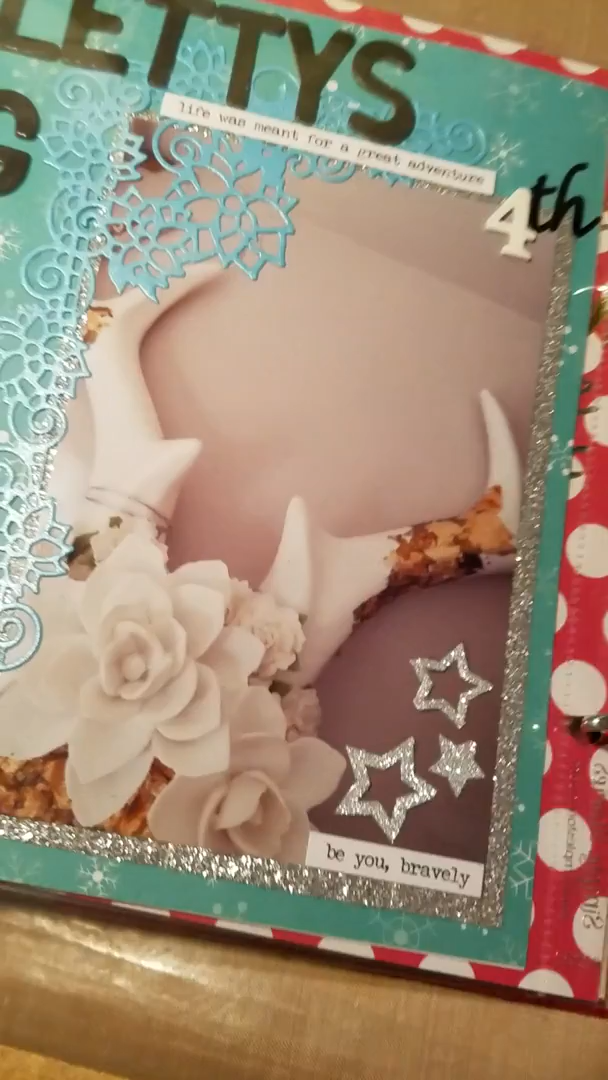 LETTYS
G
life was meant for a great adventure
4th
be you, bravely